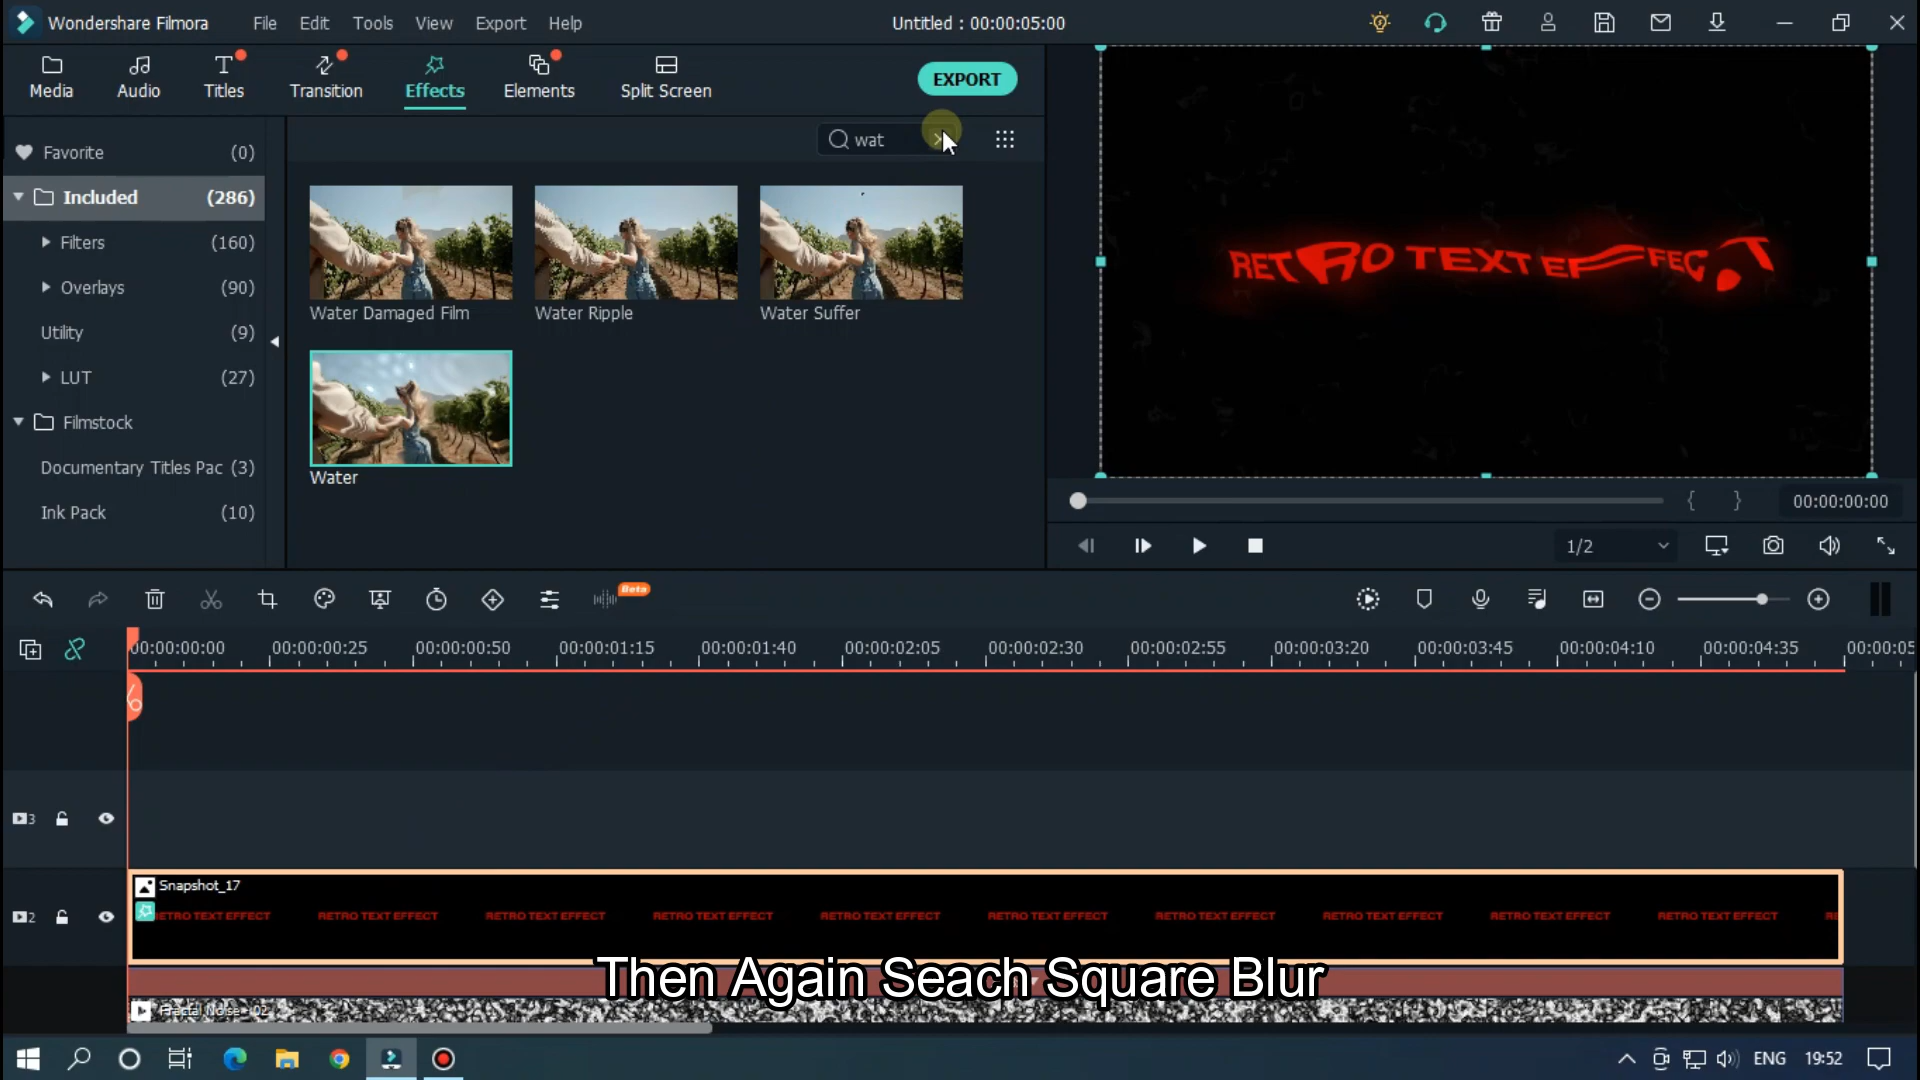 Wondershare Filmora File Edit Tools View Export Help Untitled : 00:00:05:00
Media Audio Titles Transition Effects Elements Split Screen EXPORT
Favorite (0)
Included (286)
Filters (160)
Overlays (90)
Utility (9)
LUT (27)
Filmstock
Documentary Titles Pac (3)
Ink Pack (10)
wat
Water Damaged Film Water Ripple Water Suffer
Water
RETRO TEXT EFFECT
{ } 00:00:00:00
1/2
Beta
00:00:00:00 00:00:00:25 00:00:00:50 00:00:01:15 00:00:01:40 00:00:02:05 00:00:02:30 00:00:02:55 00:00:03:20 00:00:03:45 00:00:04:10 00:00:04:35 00:00:05
3
Snapshot_17
2
RETRO TEXT EFFECT RETRO TEXT EFFECT RETRO TEXT EFFECT RETRO TEXT EFFECT RETRO TEXT EFFECT RETRO TEXT EFFECT RETRO TEXT EFFECT RETRO TEXT EFFECT RETRO TEXT EFFECT RETRO TEXT EFFECT RE
Then Again Seach Square Blur
Fractal Noise
ENG 19:52